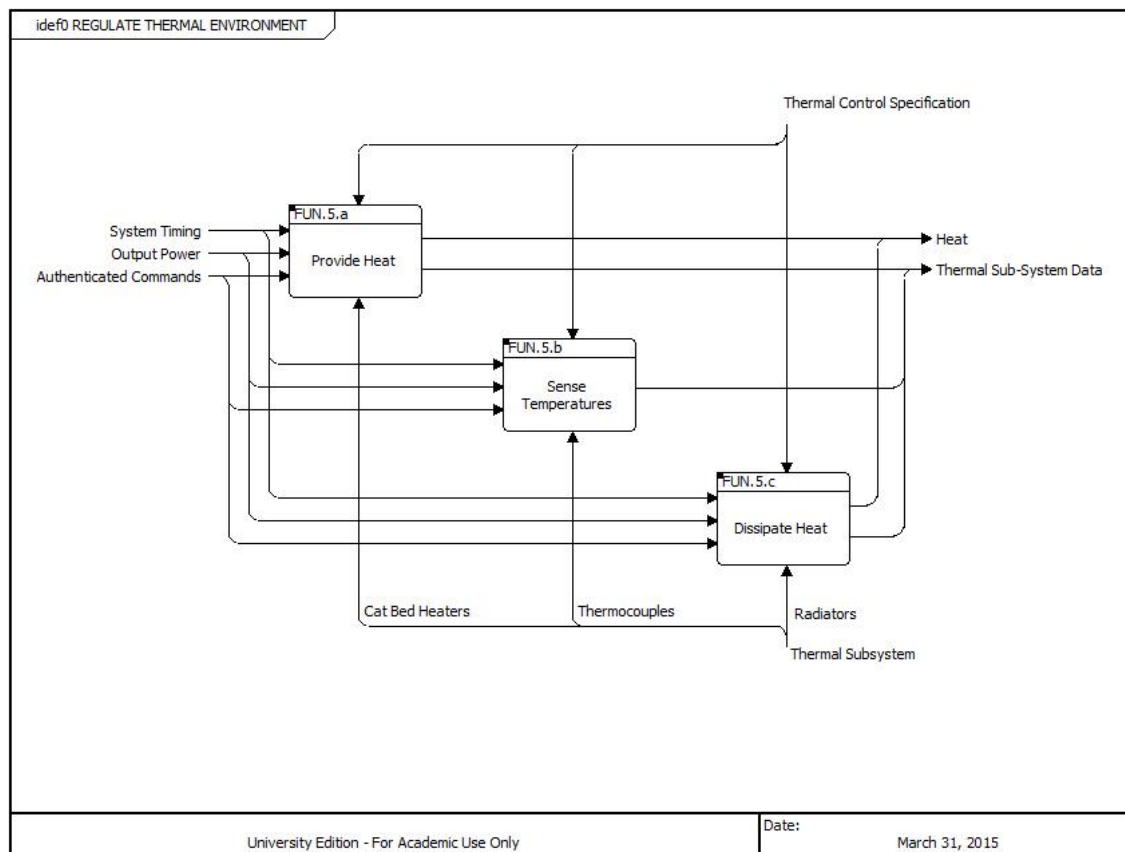 idef0 REGULATE THERMAL ENVIRONMENT
Thermal Control Specification
FUN.5.a
Provide Heat
System Timing
Output Power
Authenticated Commands
Heat
Thermal Sub-System Data
FUN.5.b
Sense
Temperatures
FUN.5.c
Dissipate Heat
Cat Bed Heaters
Thermocouples
Radiators
Thermal Subsystem
University Edition - For Academic Use Only
Date:
March 31, 2015